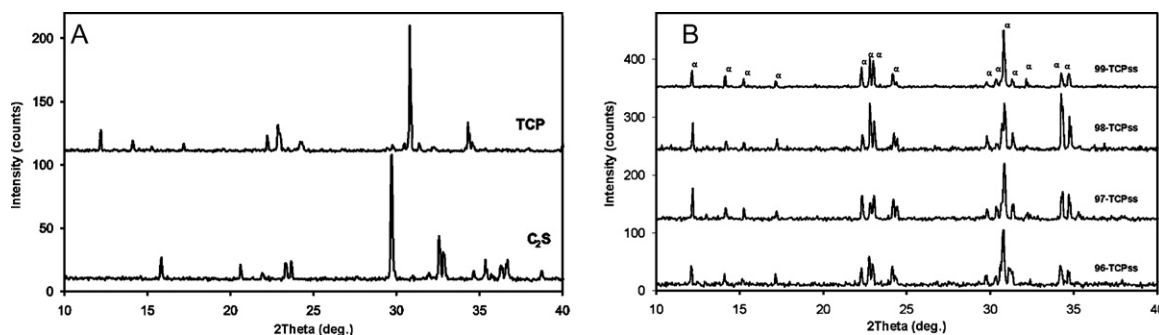 A
Intensity (counts)
200
150
100
50
0
TCP
C₂S
10 15 20 25 30 35 40
2Theta (deg.)
B
Intensity (counts)
400
300
200
100
0
α α α α α α α α α α α α α α α
99-TCPss
98-TCPss
97-TCPss
96-TCPss
10 15 20 25 30 35 40
2Theta (deg.)